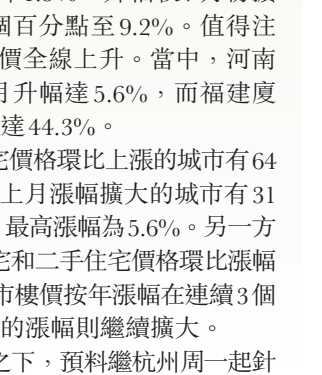 個百分點至9.2%。值得注
價全線上升。當中，河南
月升幅達5.6%，而福建廈
達44.3%。
宅價格環比上漲的城市有64
上月漲幅擴大的城市有31
最高漲幅為5.6%。另一方
宅和二手住宅價格環比漲幅
市樓價按年漲幅在連續3個
的漲幅則繼續擴大。
之下，預料繼杭州周一起針